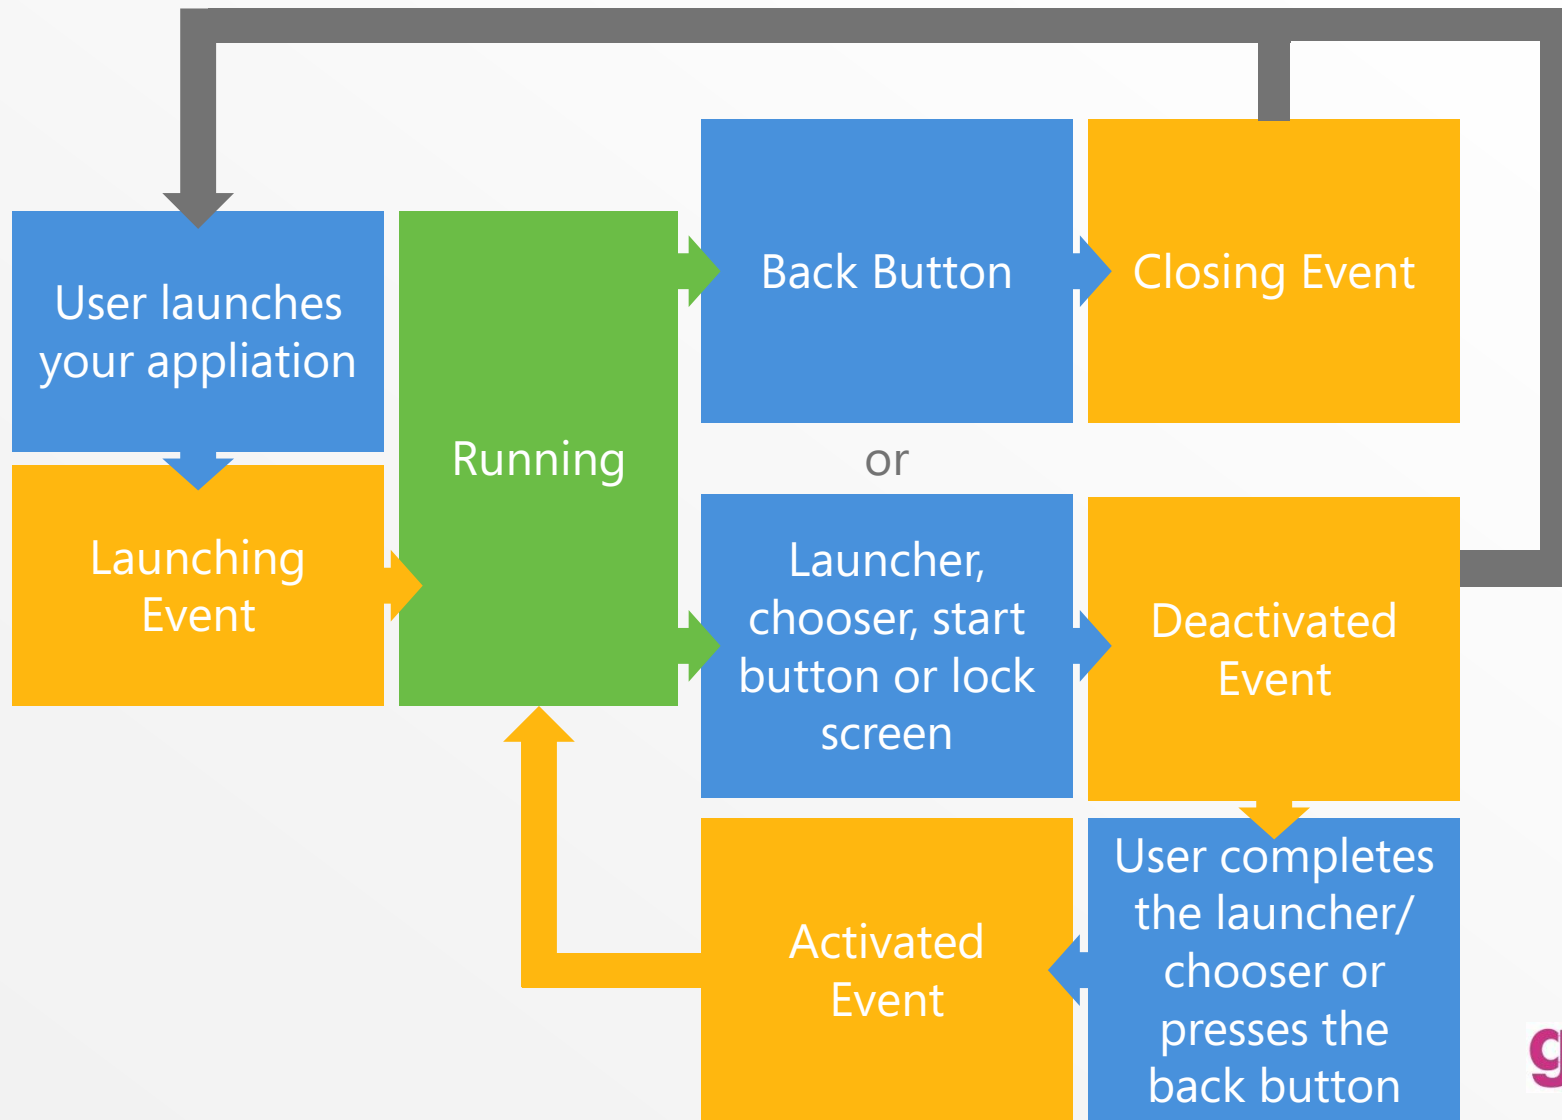 User launches
your appliation
Launching
Event
Running
Back Button
Closing Event
or
Launcher,
chooser, start
button or lock
screen
Deactivated
Event
User completes
the launcher/
chooser or
presses the
back button
Activated
Event
g